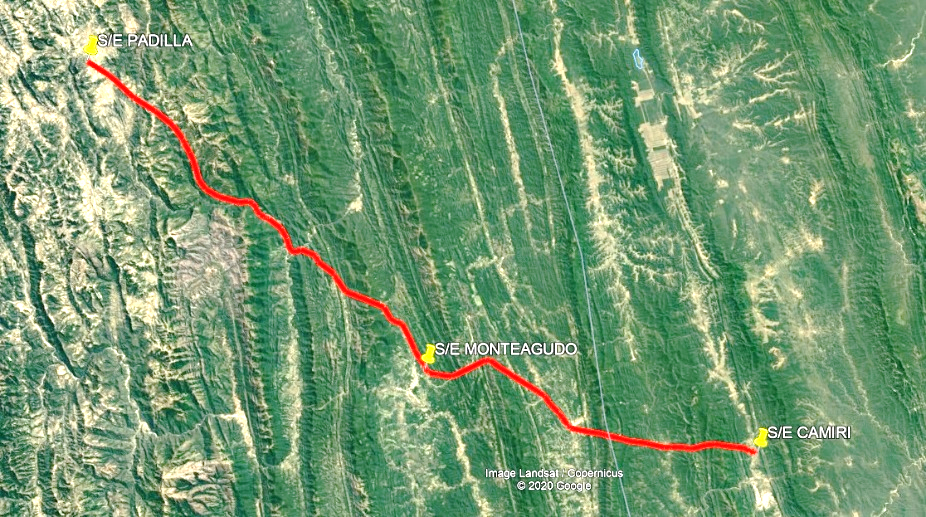 S/E PADILLA
S/E MONTEAGUDO
S/E CAMIRI
Image Landsat / Copernicus
© 2020 Google